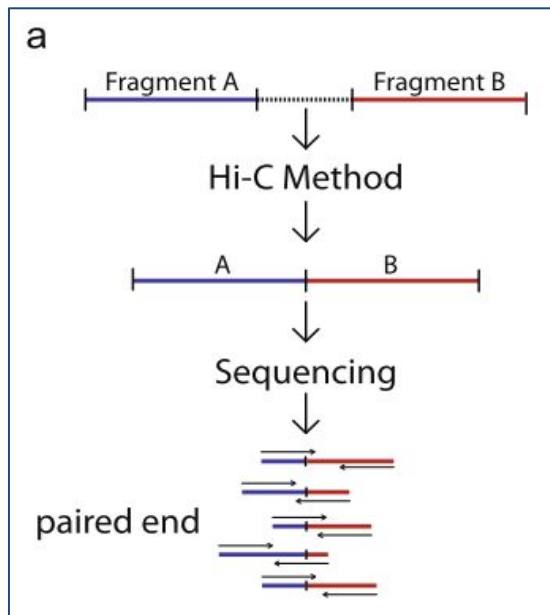 a
Fragment A Fragment B
Hi-C Method
A B
Sequencing
paired end